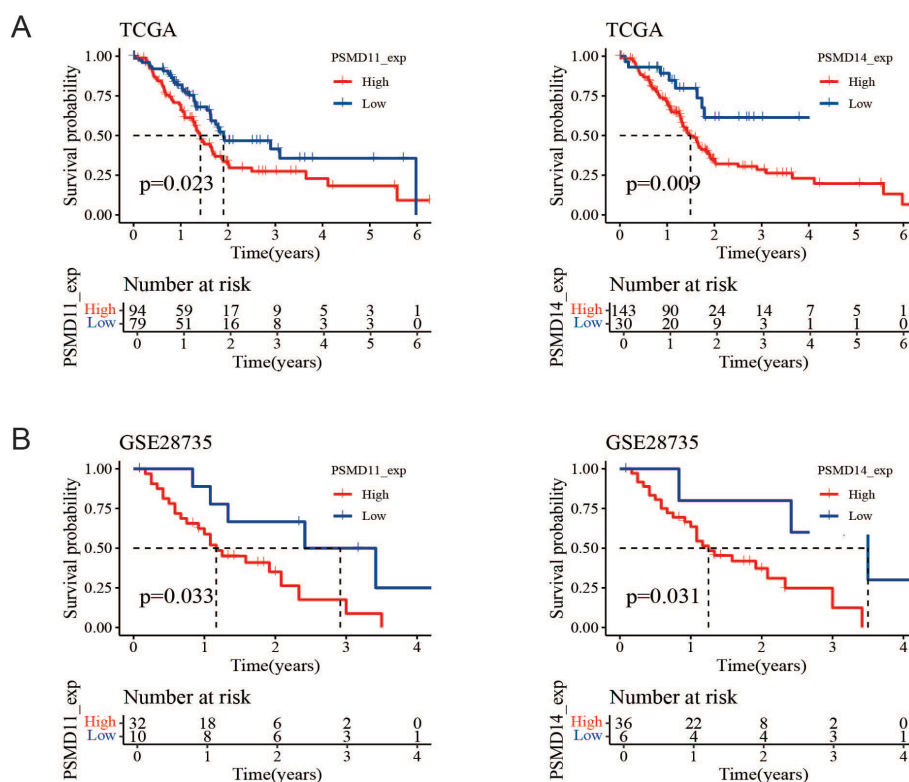 A
TCGA
PSMD11_exp
High
Low
Survival probability
1.00
0.75
0.50
0.25
0.00
p=0.023
0 1 2 3 4 5 6
Time(years)
Number at risk
PSMD11_exp
High 94 59 17 9 5 3 1
Low 79 51 16 8 3 3 0
0 1 2 3 4 5 6
Time(years)
TCGA
PSMD14_exp
High
Low
Survival probability
1.00
0.75
0.50
0.25
0.00
p=0.009
0 1 2 3 4 5 6
Time(years)
Number at risk
PSMD14_exp
High 143 90 24 14 7 5 1
Low 30 20 9 3 1 1 0
0 1 2 3 4 5 6
Time(years)
B
GSE28735
PSMD11_exp
High
Low
Survival probability
1.00
0.75
0.50
0.25
0.00
p=0.033
0 1 2 3 4
Time(years)
Number at risk
PSMD11_exp
High 32 18 6 2 0
Low 10 8 6 3 1
0 1 2 3 4
Time(years)
GSE28735
PSMD14_exp
High
Low
Survival probability
1.00
0.75
0.50
0.25
0.00
p=0.031
0 1 2 3 4
Time(years)
Number at risk
PSMD14_exp
High 36 22 8 2 0
Low 6 4 4 3 1
0 1 2 3 4
Time(years)